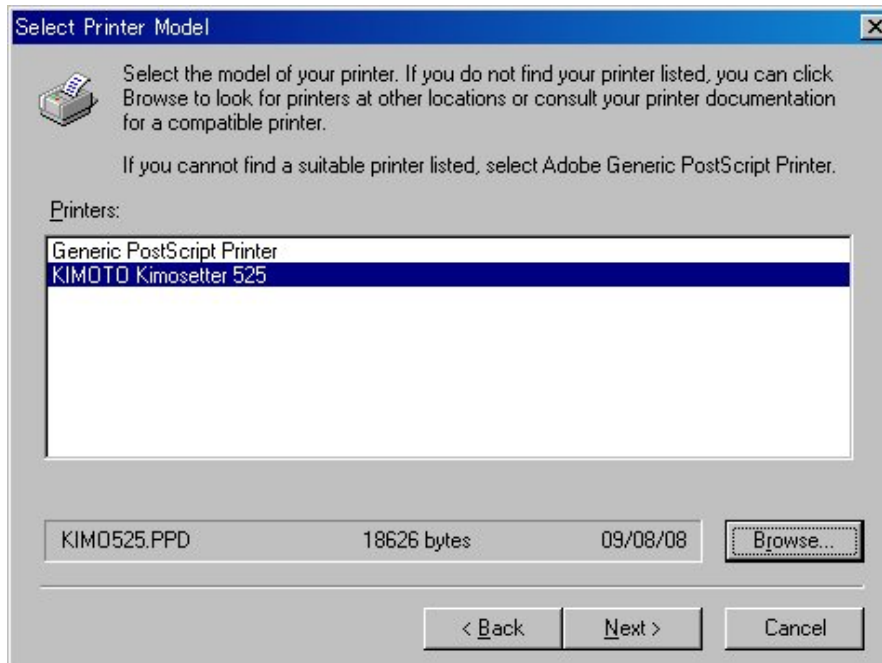 Select Printer Model
Select the model of your printer. If you do not find your printer listed, you can click
Browse to look for printers at other locations or consult your printer documentation
for a compatible printer.
If you cannot find a suitable printer listed, select Adobe Generic PostScript Printer.
Printers:
Generic PostScript Printer
KIMOTO Kimosetter 525
KIMO525.PPD 18626 bytes 09/08/08 Browse...
< Back Next > Cancel